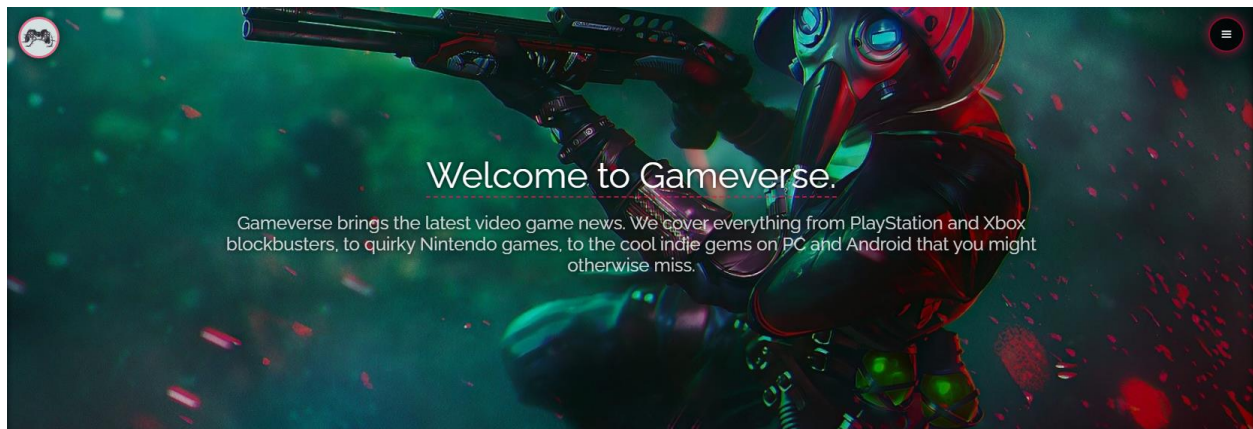 Welcome to Gameverse.
Gameverse brings the latest video game news. We cover everything from PlayStation and Xbox
blockbusters, to quirky Nintendo games, to the cool indie gems on PC and Android that you might
otherwise miss.